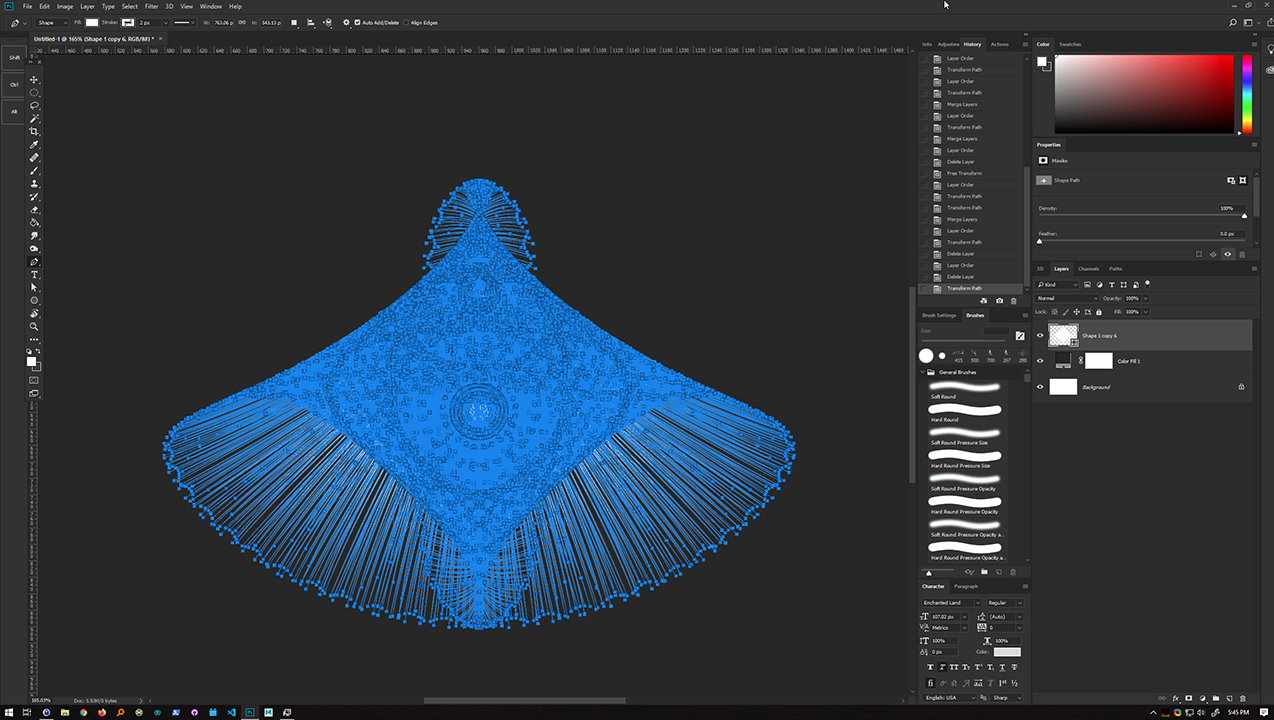 File Edit Image Layer Type Select Filter 3D View Window Help
Shape Fill: Stroke: 2 px W: 763.06 p H: 543.13 p Auto Add/Delete Align Edges
Untitled-1 @ 165% (Shape 1 copy 6, RGB/8#) *
Shift
Ctrl
Alt
Info Adjustme History Actions
Layer Order
Transform Path
Layer Order
Transform Path
Merge Layers
Layer Order
Transform Path
Merge Layers
Layer Order
Delete Layer
Free Transform
Layer Order
Transform Path
Transform Path
Merge Layers
Layer Order
Transform Path
Delete Layer
Layer Order
Delete Layer
Transform Path
Brush Settings Brushes
Size:
415 500 708 267 280
General Brushes
Soft Round
Hard Round
Soft Round Pressure Size
Hard Round Pressure Size
Soft Round Pressure Opacity
Hard Round Pressure Opacity
Soft Round Pressure Opacity a...
Hard Round Pressure Opacity a...
Character Paragraph
Enchanted Land Regular
107.02 px (Auto)
Metrics 0
100% 100%
0 px Color:
English: USA Sharp
Color Swatches
Properties
Masks
Shape Path
Density: 100%
Feather: 0.0 px
3D Layers Channels Paths
Kind
Normal Opacity: 100%
Lock: Fill: 100%
Shape 1 copy 6
Color Fill 1
Background
165.03% Doc: 5.93M/0 bytes
5:45 PM